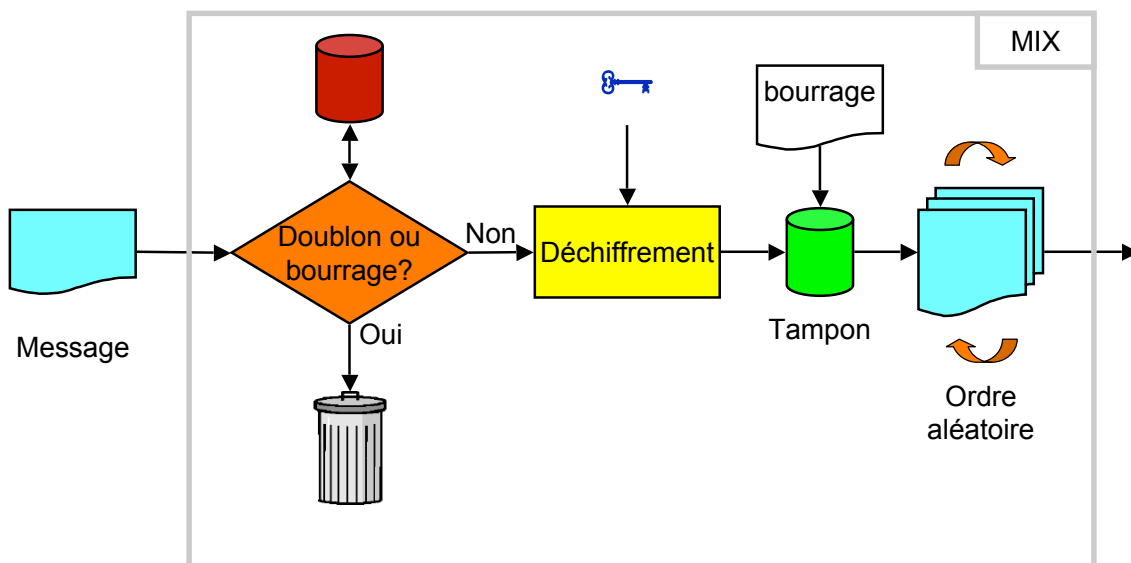 MIX
bourrage
Doublon ou
bourrage?
Non
Déchiffrement
Oui
Tampon
Message
Ordre
aléatoire